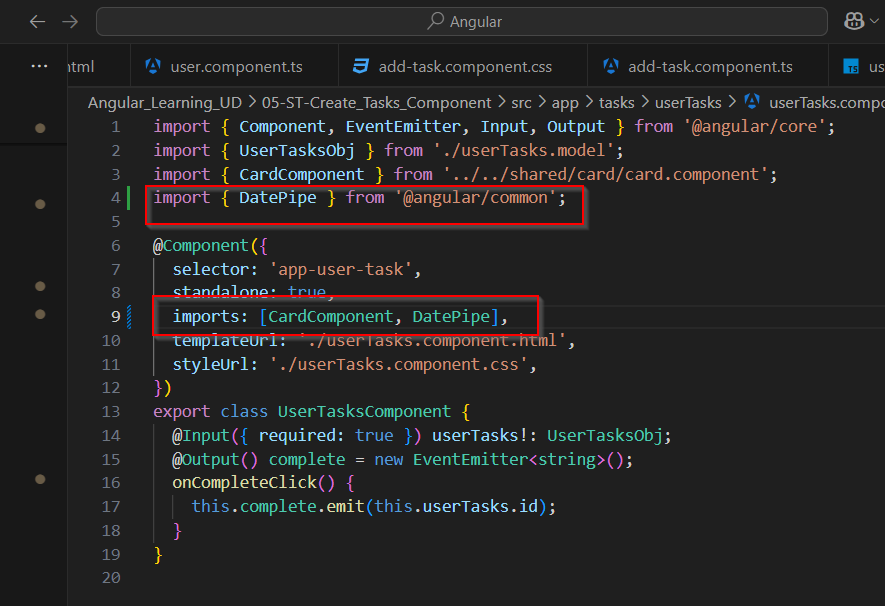 Angular
html
user.component.ts
add-task.component.css
add-task.component.ts
TS
us
Angular_Learning_UD > 05-ST-Create_Tasks_Component > src > app > tasks > userTasks > userTasks.compo
1 import { Component, EventEmitter, Input, Output } from '@angular/core';
2 import { UserTasksObj } from './userTasks.model';
3 import { CardComponent } from '../../shared/card/card.component';
4 import { DatePipe } from '@angular/common';
5
6 @Component({
7 selector: 'app-user-task',
8 standalone: true,
9 imports: [CardComponent, DatePipe],
10 templateUrl: './userTasks.component.html',
11 styleUrl: './userTasks.component.css',
12 })
13 export class UserTasksComponent {
14 @Input({ required: true }) userTasks!: UserTasksObj;
15 @Output() complete = new EventEmitter<string>();
16 onCompleteClick() {
17 this.complete.emit(this.userTasks.id);
18 }
19 }
20